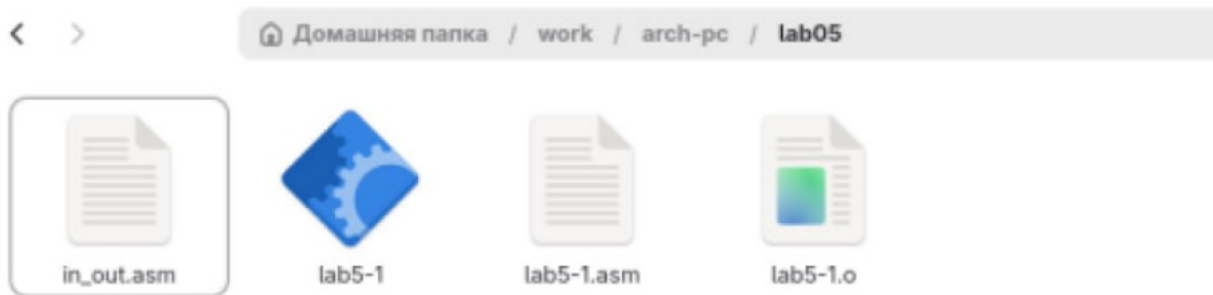 Домашняя папка / work / arch-pc / lab05
in_out.asm lab5-1 lab5-1.asm lab5-1.o